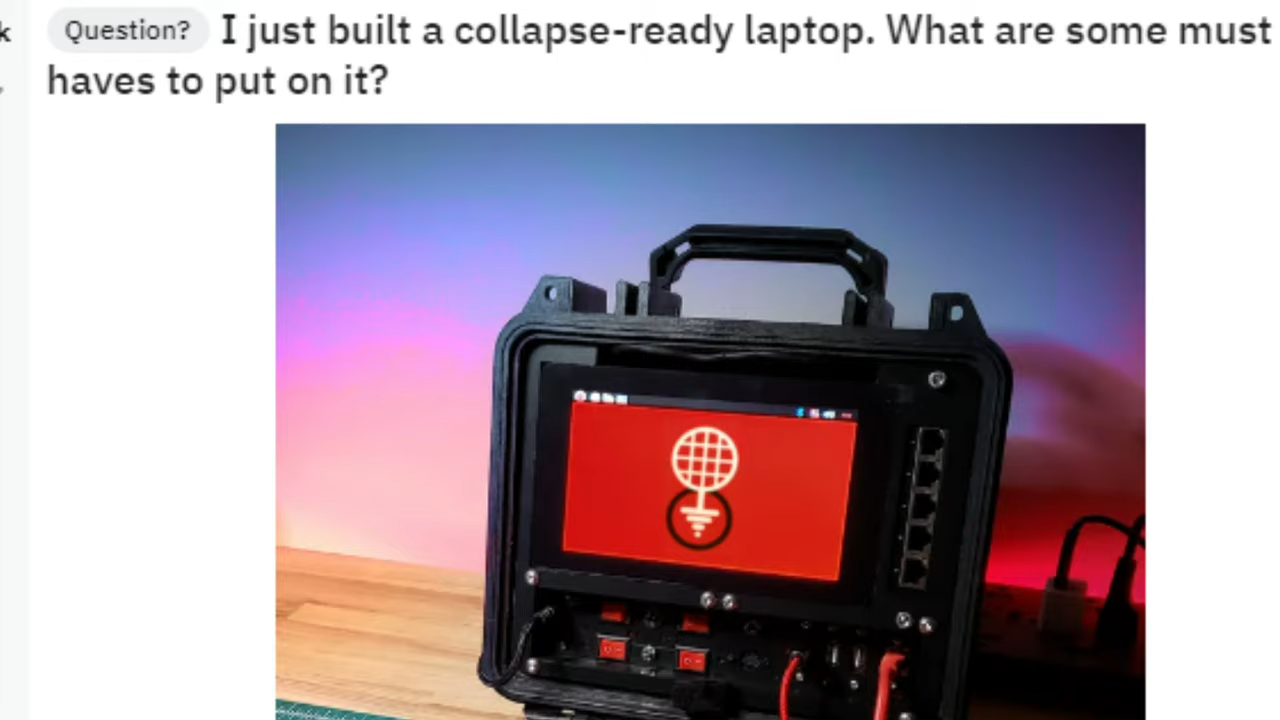 k
Question? I just built a collapse-ready laptop. What are some must
haves to put on it?